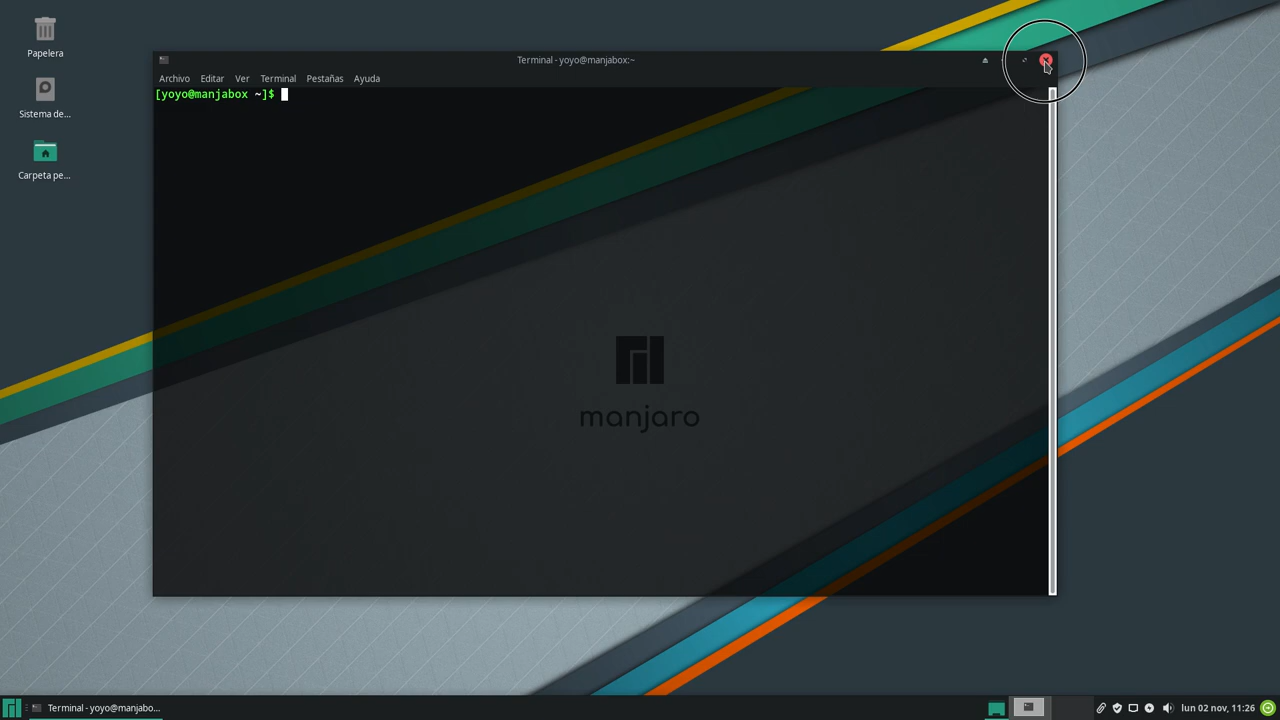 Papelera
Sistema de...
Carpeta pe...
Terminal - yoyo@manjabox:~
Archivo Editar Ver Terminal Pestañas Ayuda
[yoyo@manjabox ~]$
manjaro
Terminal - yoyo@manjabo...
lun 02 nov, 11:26